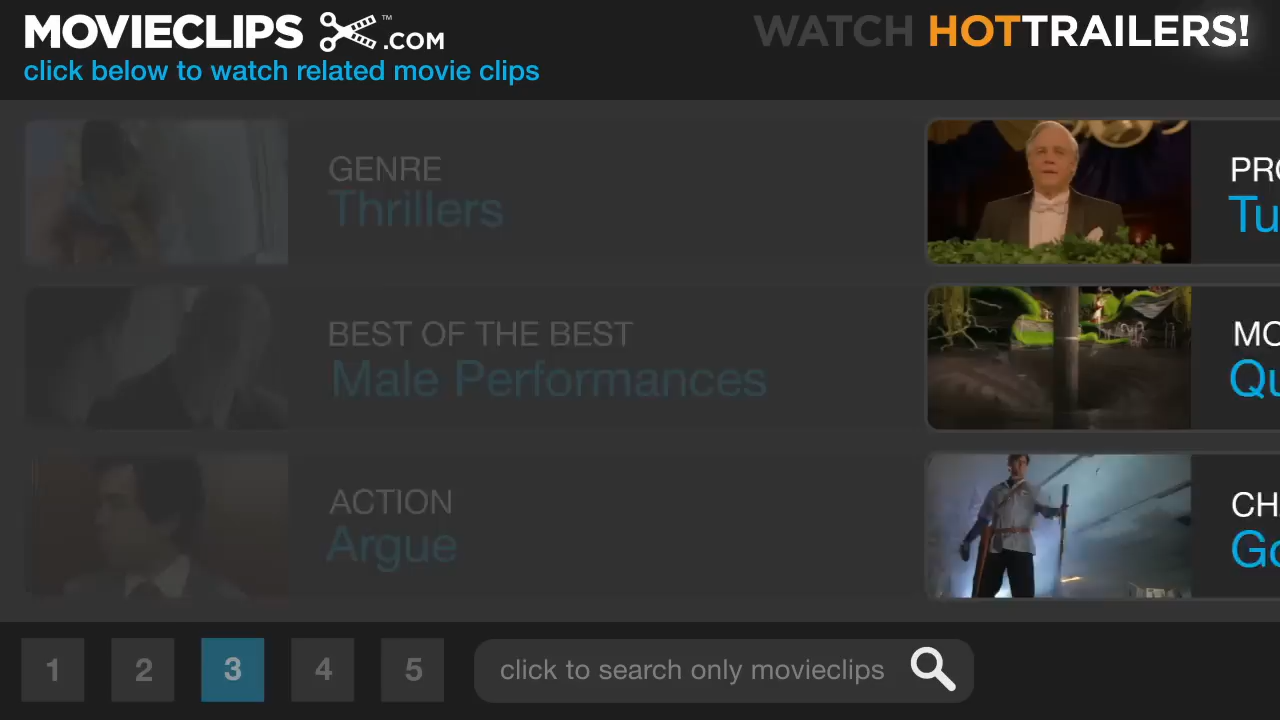 MOVIECLIPS ™ .COM
WATCH HOTTRAILERS!
click below to watch related movie clips
GENRE
Thrillers
PRO
Tu
BEST OF THE BEST
Male Performances
MO
Qu
ACTION
Argue
CHA
Go
1 2 3 4 5
click to search only movieclips